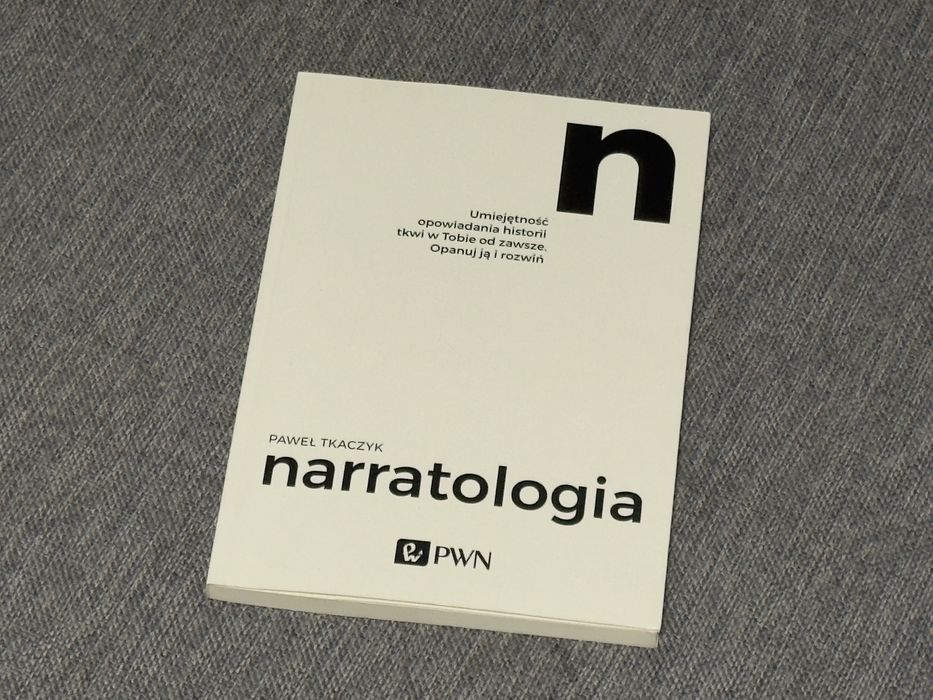 n
Umiejętność
opowiadania historii
tkwi w Tobie od zawsze.
Opanuj ją i rozwiń
PAWEŁ TKACZYK
narratologia
PWN